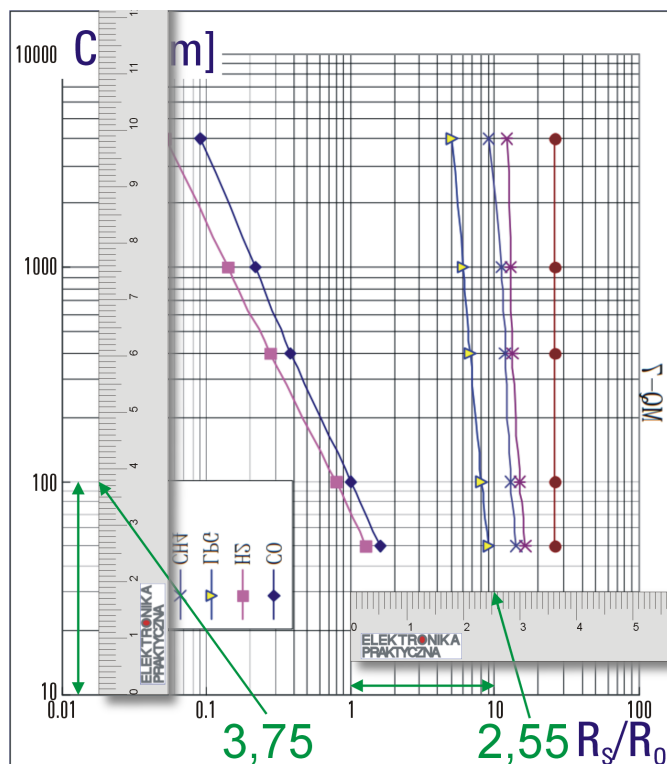 C m]
10000
1000
100
10
0.01 0.1 1 10 100
11
10
9
8
7
6
5
4
3
2
1
0
ELEKTRONIKA
PRAKTYCZNA
CH4
LPG
H2
CO
MQ-7
0 1 2 3 4 5
ELEKTRONIKA
PRAKTYCZNA
3,75
2,55
Rs/R0